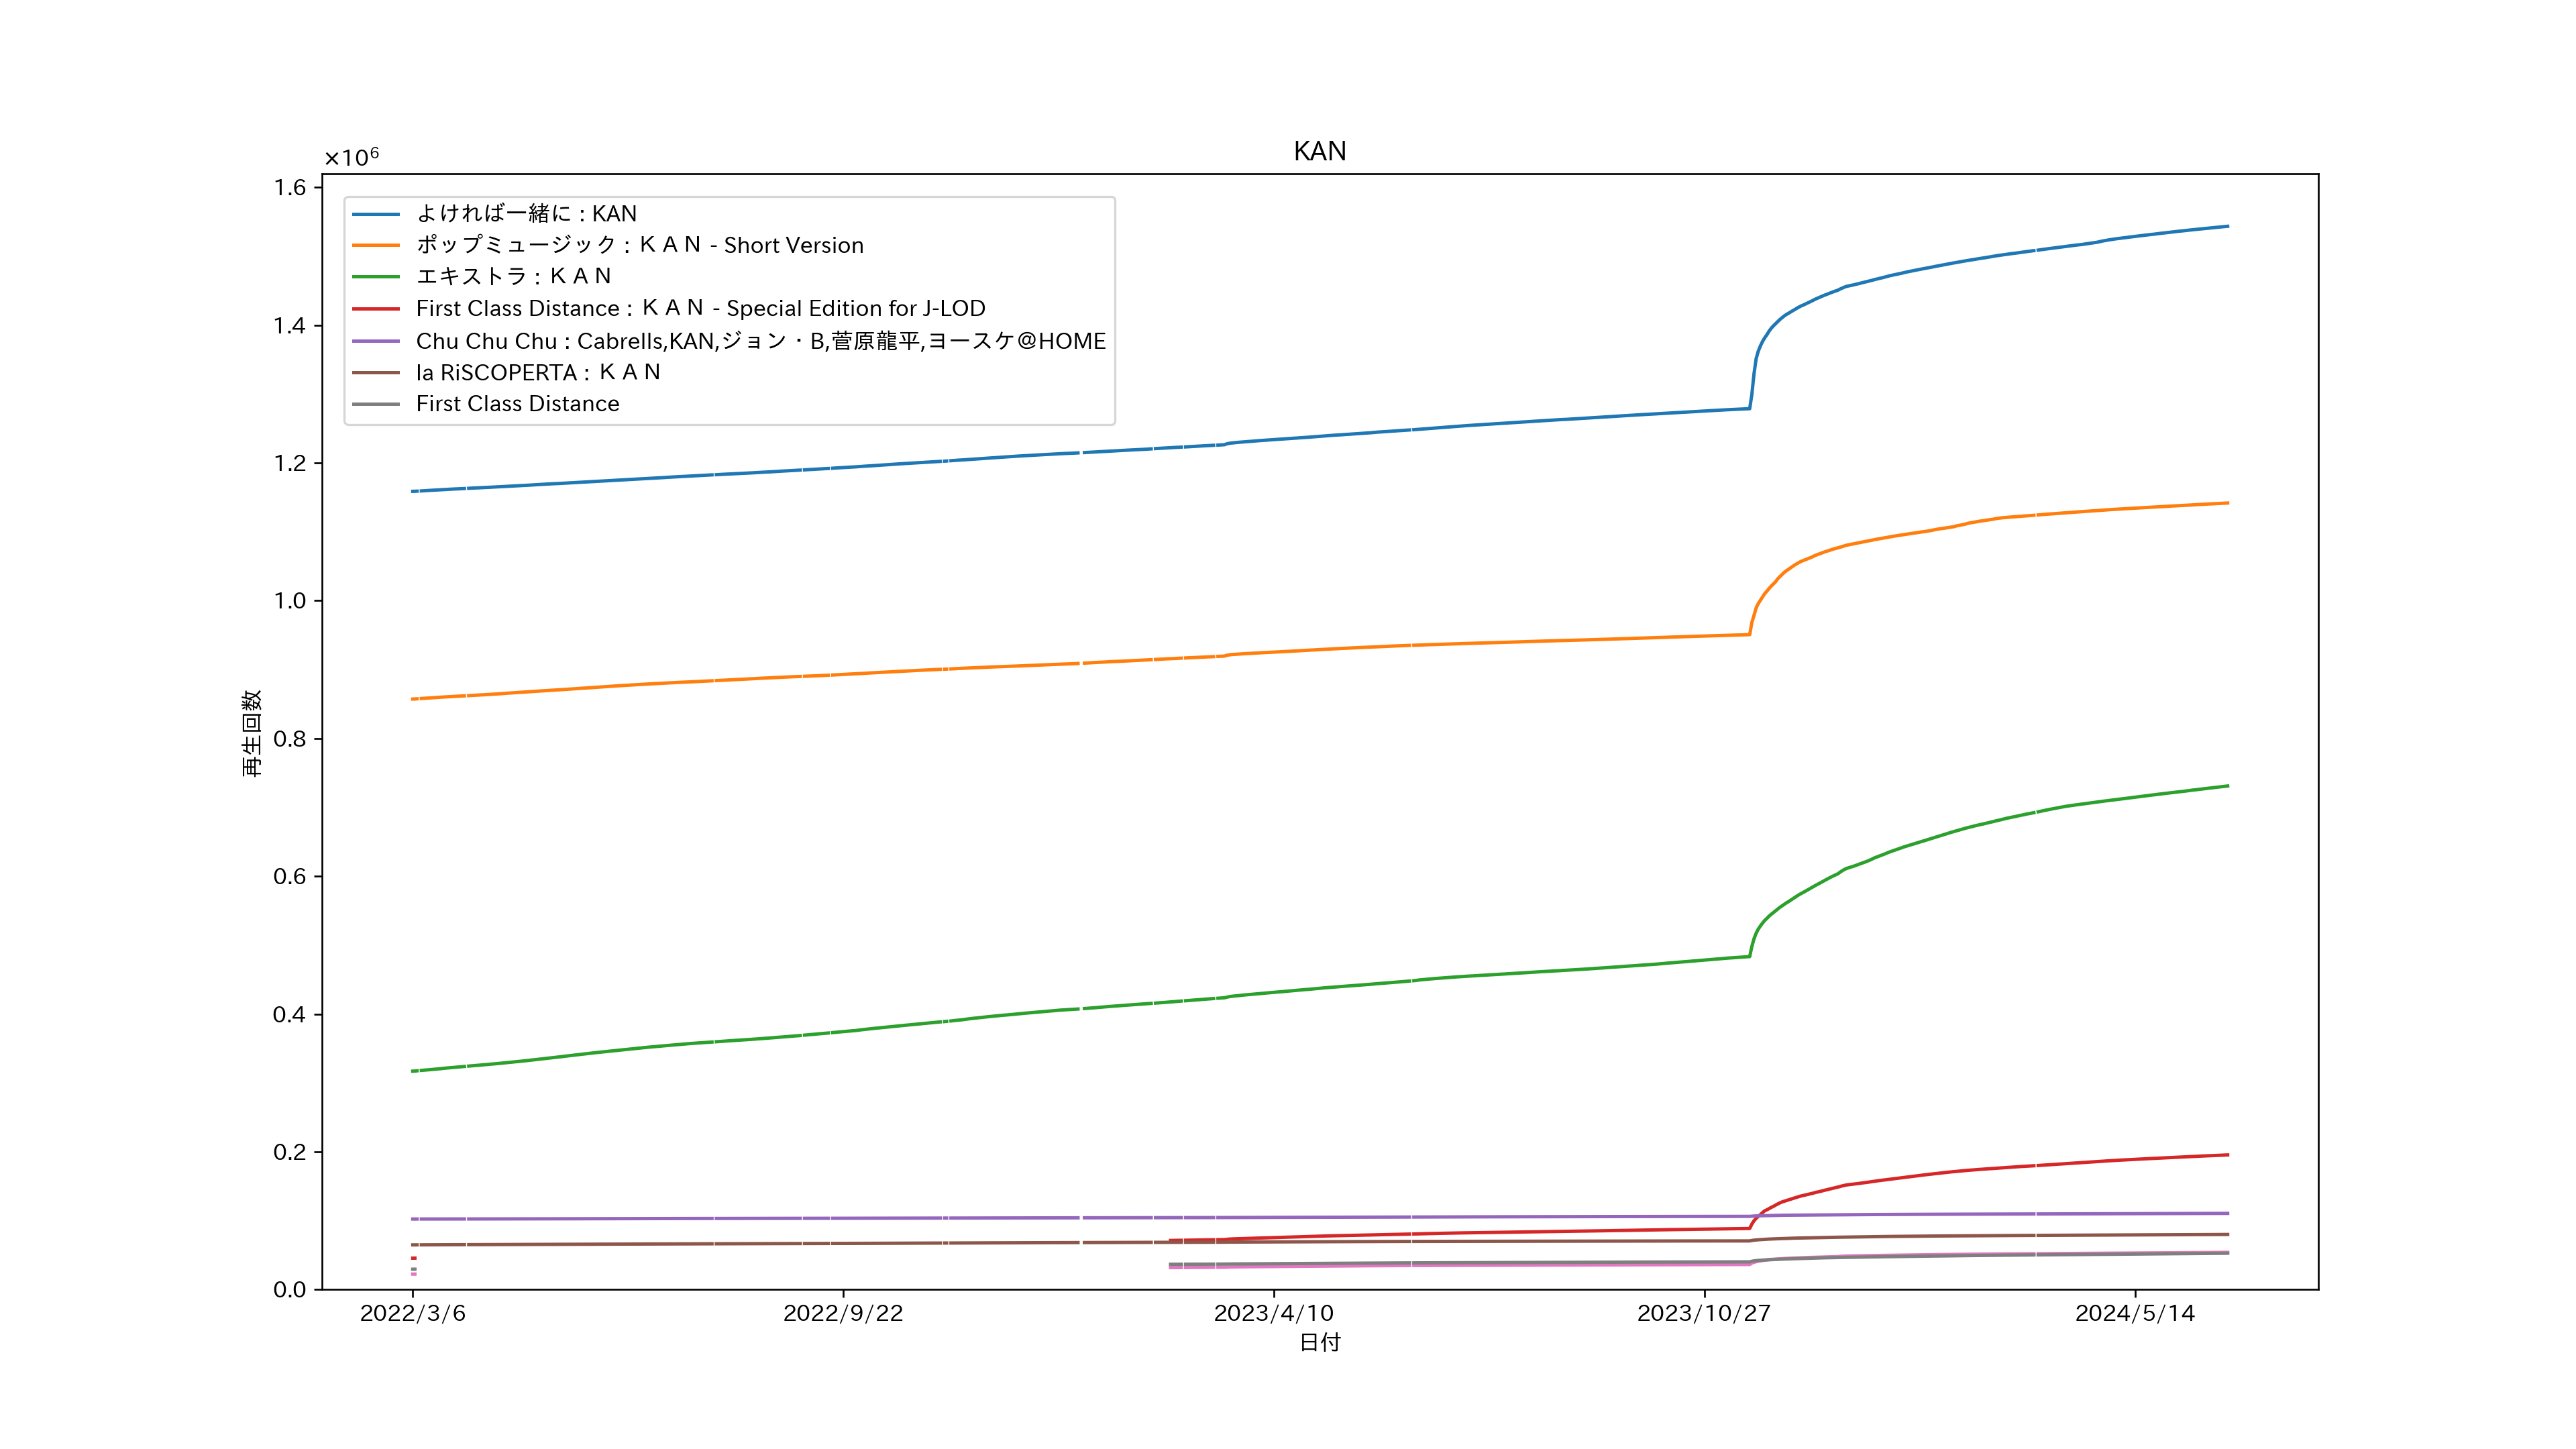 KAN
×10⁶
1.6
1.4
1.2
1.0
0.8
0.6
0.4
0.2
0.0
よければ一緒に : KAN
ポップミュージック : ＫＡＮ - Short Version
エキストラ : ＫＡＮ
First Class Distance : ＫＡＮ - Special Edition for J-LOD
Chu Chu Chu : Cabrells,KAN,ジョン・B,菅原龍平,ヨースケ@HOME
la RiSCOPERTA : ＫＡＮ
First Class Distance
再生回数
2022/3/6
2022/9/22
2023/4/10
2023/10/27
2024/5/14
日付